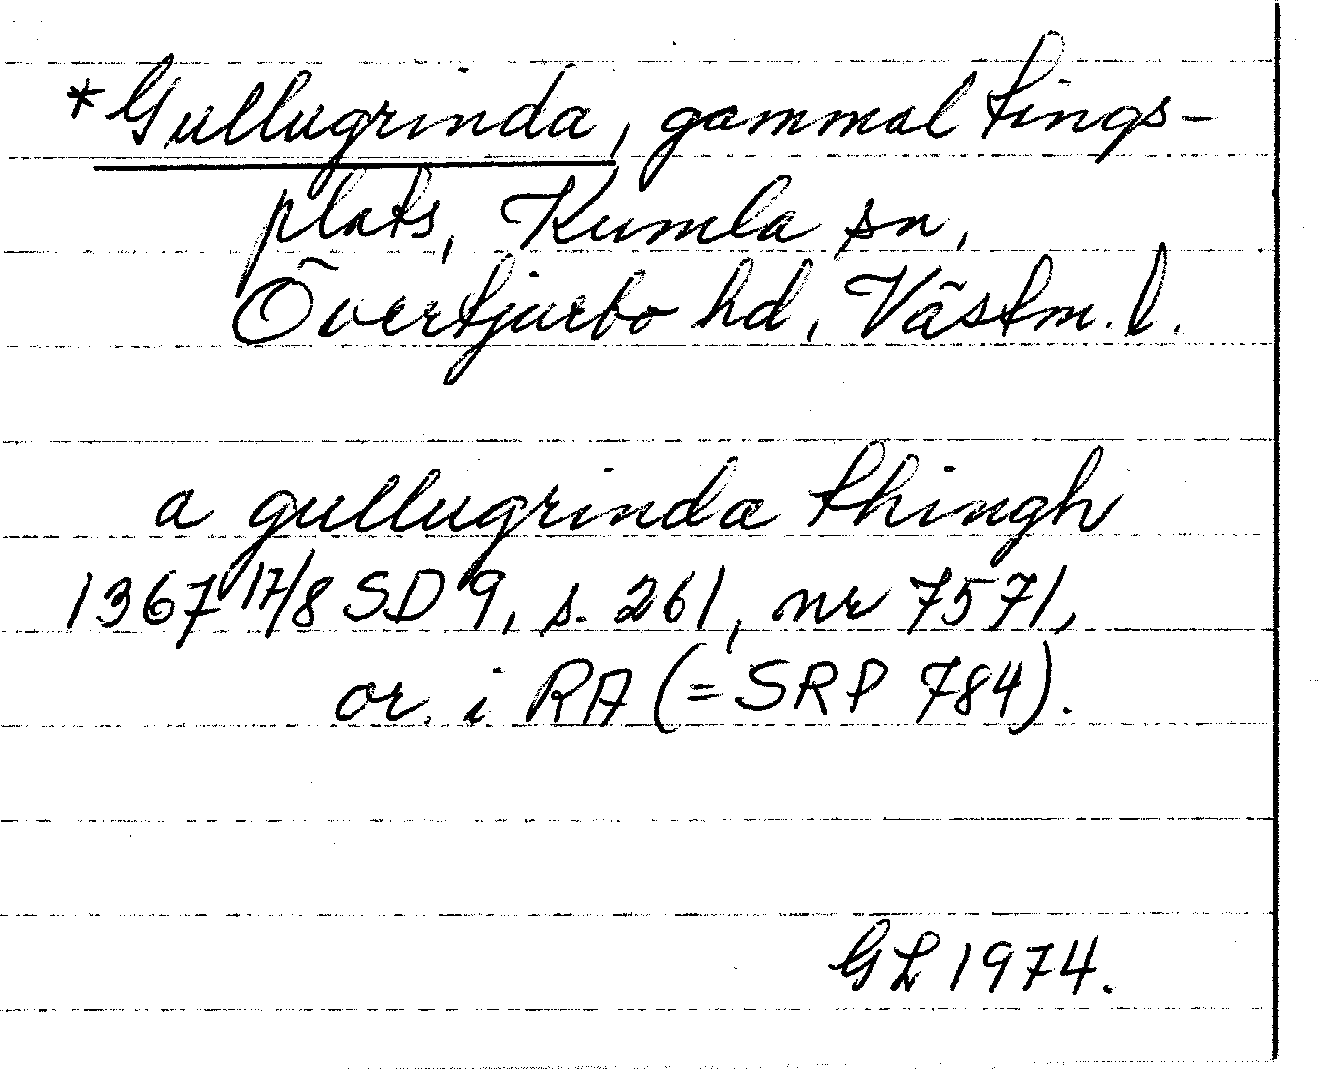 *Gullugrinda, gammal tings-
plats, Kumla sn,
Övertjurbo hd, Västm. l.
a gullugrinda thingh
1367 17/8 SD 9, s. 261, nr 7571,
or. i RA (= SRP 784).
GL 1974.